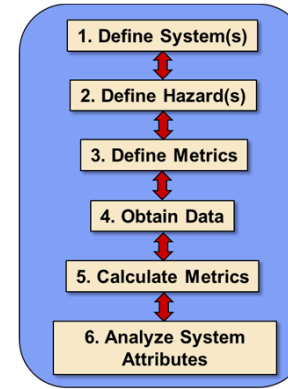 1. Define System(s)
2. Define Hazard(s)
3. Define Metrics
4. Obtain Data
5. Calculate Metrics
6. Analyze System
Attributes